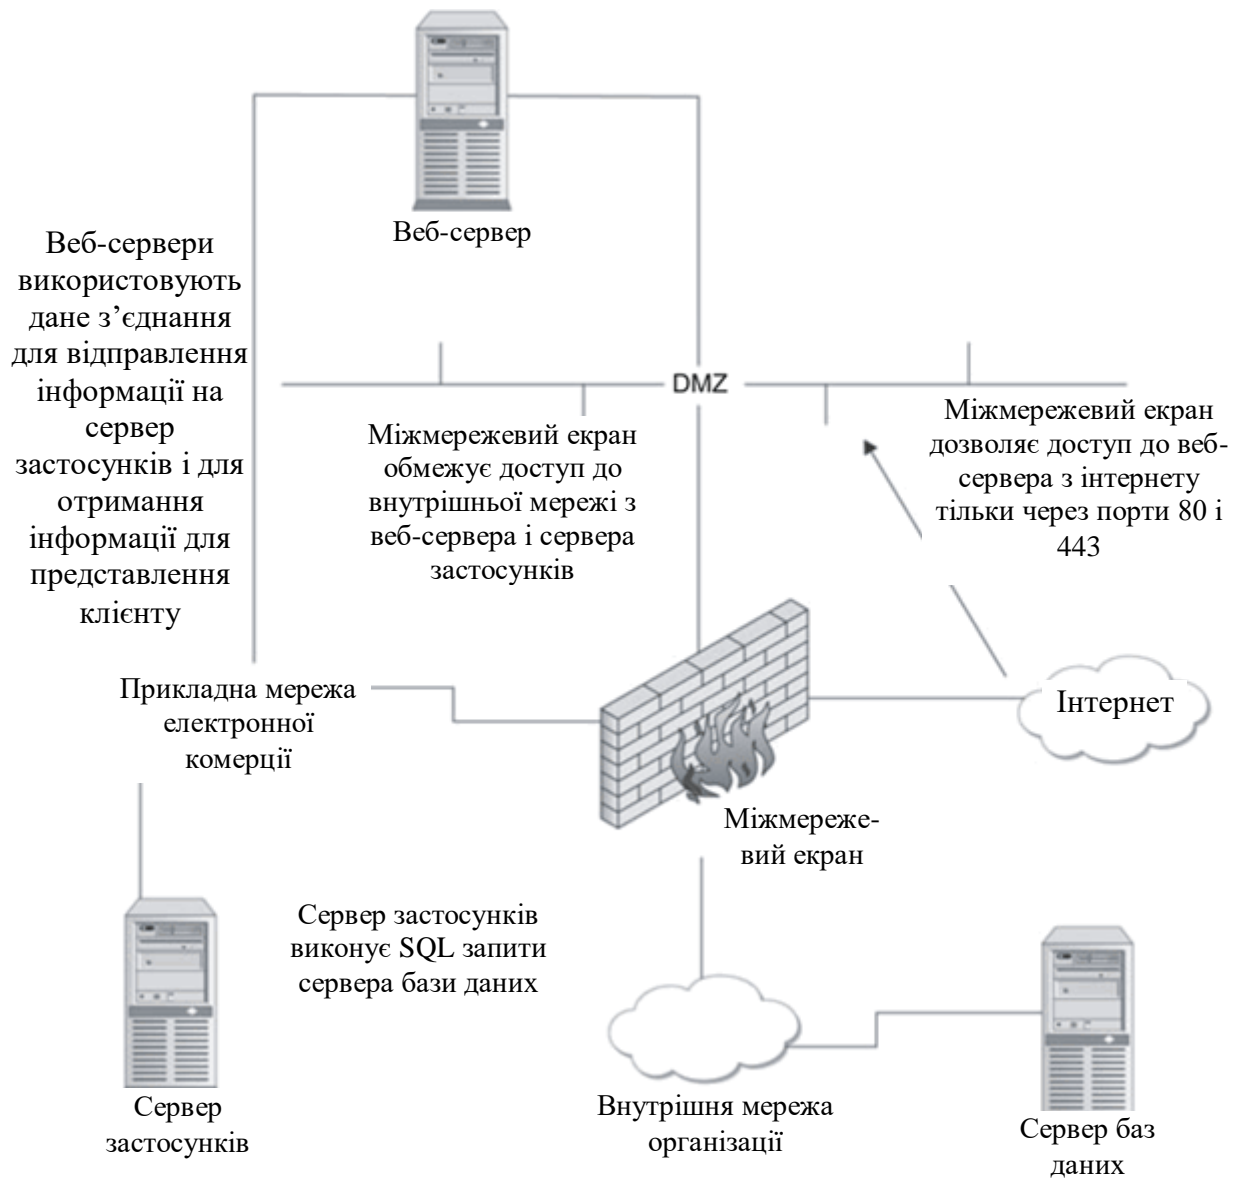 Веб-сервер
Веб-сервери
використовують
дане з’єднання
для відправлення
інформації на
сервер
застосунків і для
отримання
інформації для
представлення
клієнту
DMZ
Міжмережевий екран
обмежує доступ до
внутрішньої мережі з
веб-сервера і сервера
застосунків
Міжмережевий екран
дозволяє доступ до веб-
сервера з інтернету
тільки через порти 80 і
443
Прикладна мережа
електронної
комерції
Інтернет
Міжмереже-
вий екран
Сервер застосунків
виконує SQL запити
сервера бази даних
Сервер
застосунків
Внутрішня мережа
організації
Сервер баз
даних